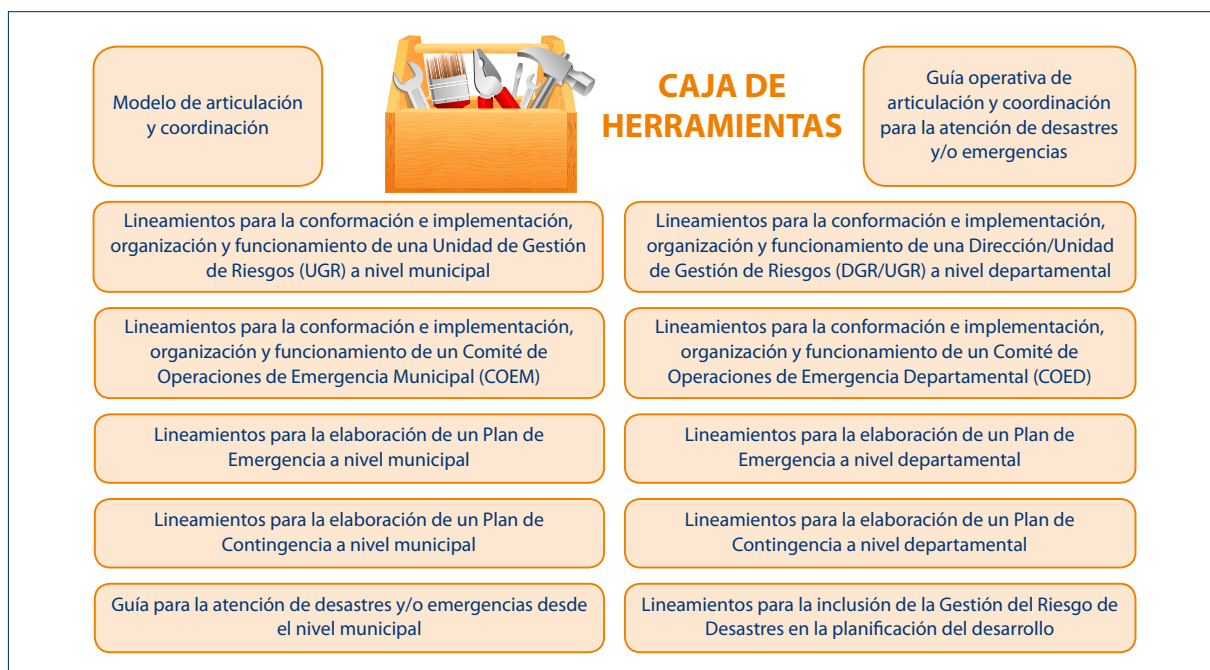 Modelo de articulación
y coordinación
CAJA DE
HERRAMIENTAS
Guía operativa de
articulación y coordinación
para la atención de desastres
y/o emergencias
Lineamientos para la conformación e implementación,
organización y funcionamiento de una Unidad de Gestión
de Riesgos (UGR) a nivel municipal
Lineamientos para la conformación e implementación,
organización y funcionamiento de una Dirección/Unidad
de Gestión de Riesgos (DGR/UGR) a nivel departamental
Lineamientos para la conformación e implementación,
organización y funcionamiento de un Comité de
Operaciones de Emergencia Municipal (COEM)
Lineamientos para la conformación e implementación,
organización y funcionamiento de un Comité de
Operaciones de Emergencia Departamental (COED)
Lineamientos para la elaboración de un Plan de
Emergencia a nivel municipal
Lineamientos para la elaboración de un Plan de
Emergencia a nivel departamental
Lineamientos para la elaboración de un Plan de
Contingencia a nivel municipal
Lineamientos para la elaboración de un Plan de
Contingencia a nivel departamental
Guía para la atención de desastres y/o emergencias desde
el nivel municipal
Lineamientos para la inclusión de la Gestión del Riesgo de
Desastres en la planificación del desarrollo